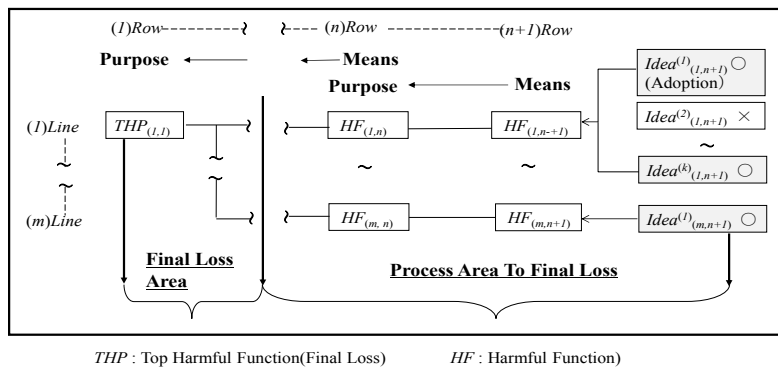 (1)Row (n)Row (n+1)Row
Purpose Means
Purpose Means
Idea(1)(1,n+1) ○
(Adoption)
(1)Line THP(1,1) HF(1,n) HF(1,n-+1)
Idea(2)(1,n+1) ×
Idea(k)(1,n+1) ○
(m)Line HF(m, n) HF(m,n+1) Idea(1)(m,n+1) ○
Final Loss
Area
Process Area To Final Loss
THP : Top Harmful Function(Final Loss) HF : Harmful Function)